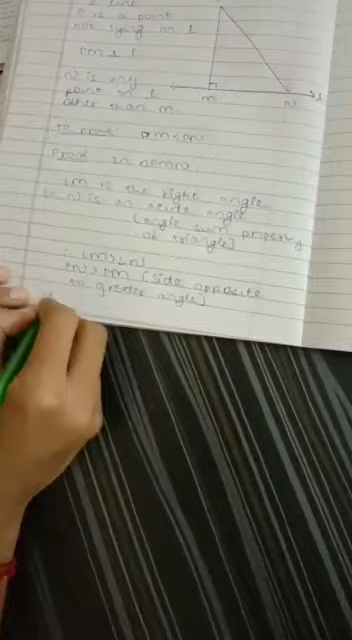 line
P is a point
not lying on l
PM ⊥ l
N is any
point on l
other than m.
M
N
l
To prove PM < PN
Proof In ΔPMN,
∠M is the right angle
N is an acute angle
(angle sum property
of triangle)
∴ ∠M > ∠N
PN > PM (side opposite
to greater angle)